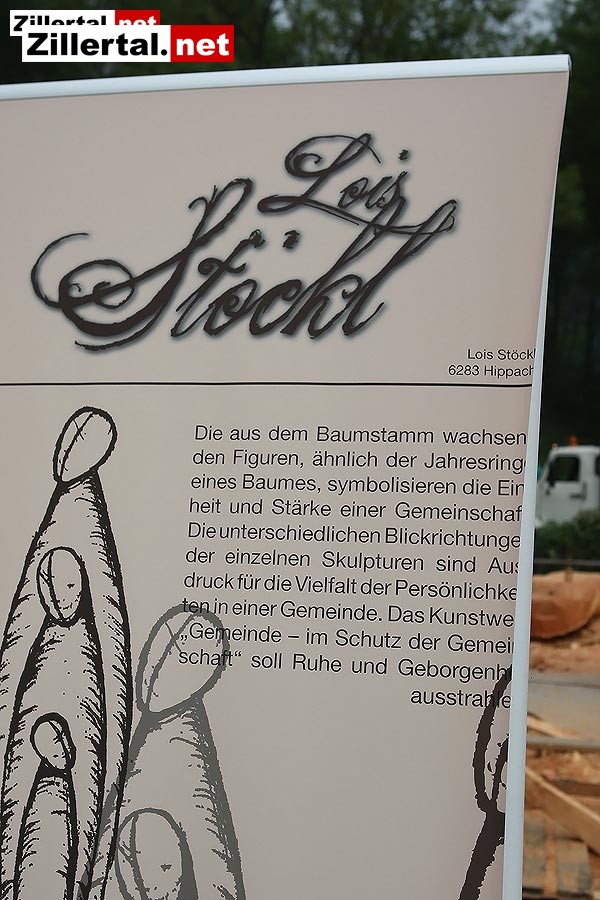 Zillertal.net
Zillertal.net
Lois
Stöckl
Lois Stöckl
6283 Hippach
Die aus dem Baumstamm wachsen
den Figuren, ähnlich der Jahresringe
eines Baumes, symbolisieren die Ein
heit und Stärke einer Gemeinschaf
Die unterschiedlichen Blickrichtunge
der einzelnen Skulpturen sind Aus
druck für die Vielfalt der Persönlichke
ten in einer Gemeinde. Das Kunstwe
„Gemeinde – im Schutz der Gemein
schaft“ soll Ruhe und Geborgenh
ausstrahle